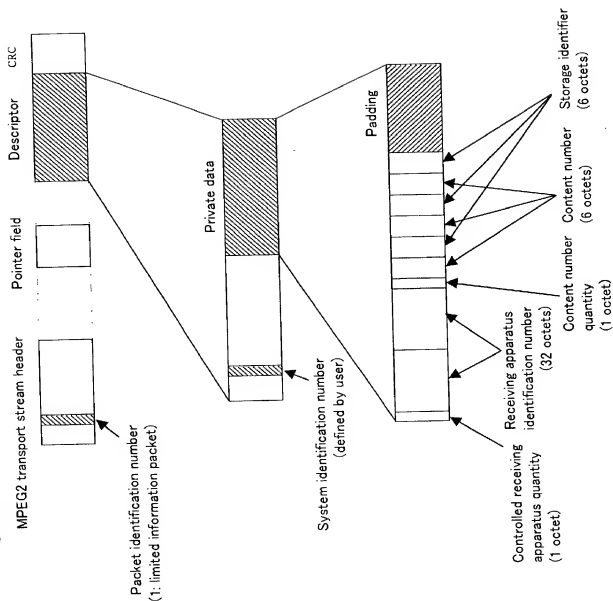 MPEG2 transport stream header
Pointer field
Descriptor
CRC
Packet identification number
(1: limited information packet)
Private data
System identification number
(defined by user)
Padding
Controlled receiving
apparatus quantity
(1 octet)
Receiving apparatus
identification number
(32 octets)
Content number
quantity
(1 octet)
Content number
(6 octets)
Storage identifier
(6 octets)